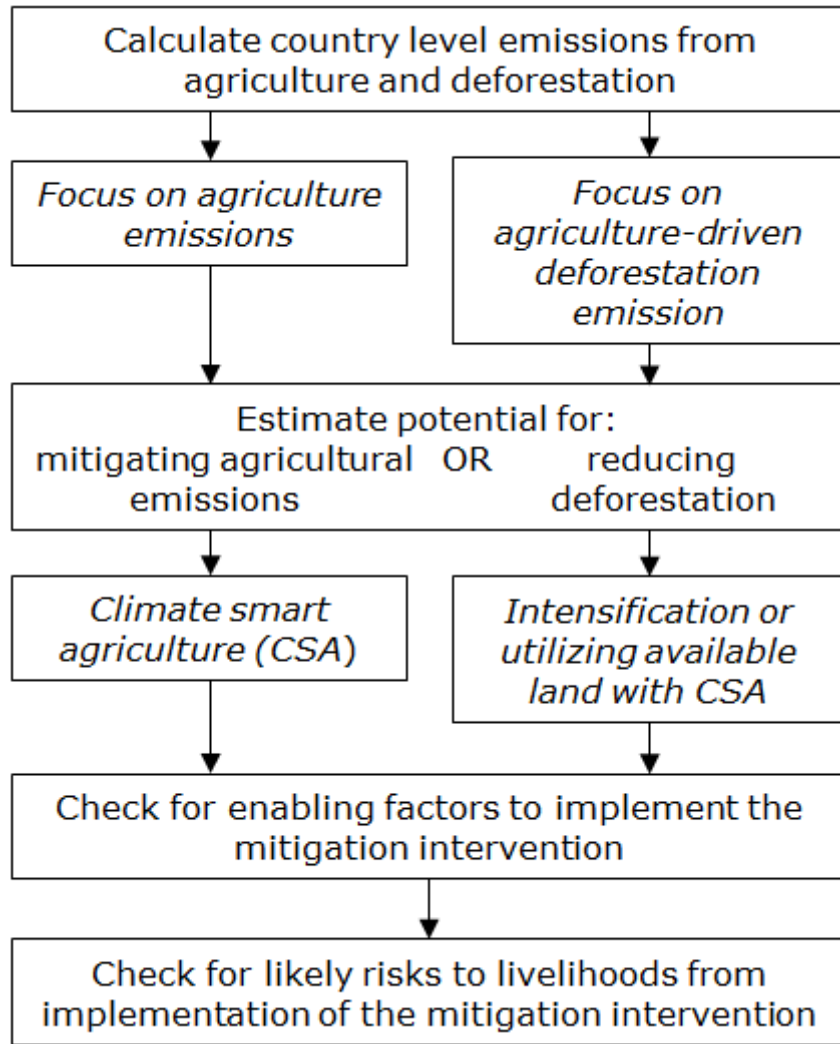 Calculate country level emissions from
agriculture and deforestation
Focus on agriculture
emissions
Focus on
agriculture-driven
deforestation
emission
Estimate potential for:
mitigating agricultural OR reducing
emissions deforestation
Climate smart
agriculture (CSA)
Intensification or
utilizing available
land with CSA
Check for enabling factors to implement the
mitigation intervention
Check for likely risks to livelihoods from
implementation of the mitigation intervention